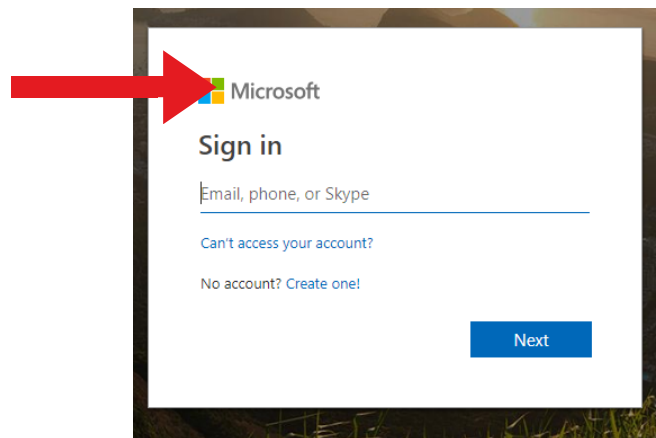 Microsoft
Sign in
Email, phone, or Skype
Can't access your account?
No account? Create one!
Next